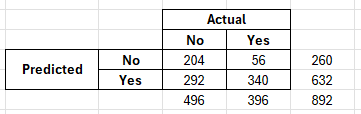 Actual
No Yes
Predicted No 204 56 260
Yes 292 340 632
496 396 892